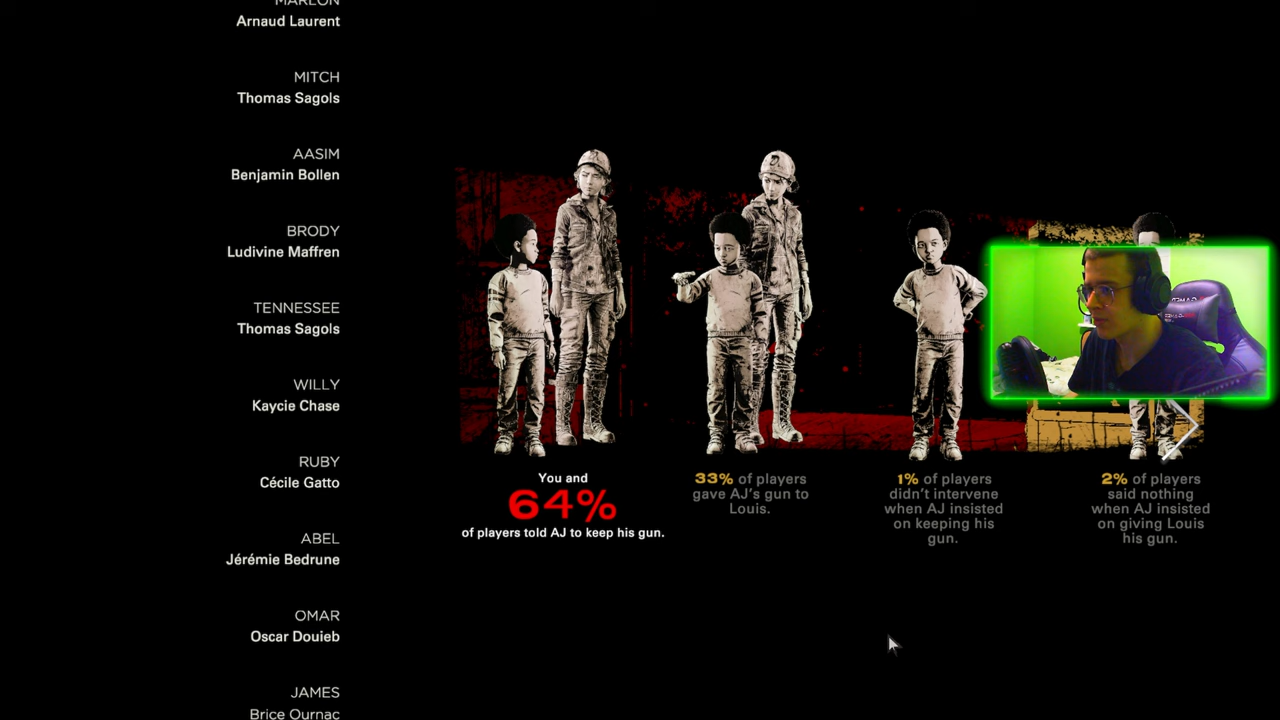 MARLON
Arnaud Laurent
MITCH
Thomas Sagols
AASIM
Benjamin Bollen
BRODY
Ludivine Maffren
TENNESSEE
Thomas Sagols
WILLY
Kaycie Chase
RUBY
Cécile Gatto
ABEL
Jérémie Bedrune
OMAR
Oscar Douieb
JAMES
Brice Ournac
You and
64%
of players told AJ to keep his gun.
33% of players
gave AJ's gun to
Louis.
1% of players
didn't intervene
when AJ insisted
on keeping his
gun.
2% of players
said nothing
when AJ insisted
on giving Louis
his gun.